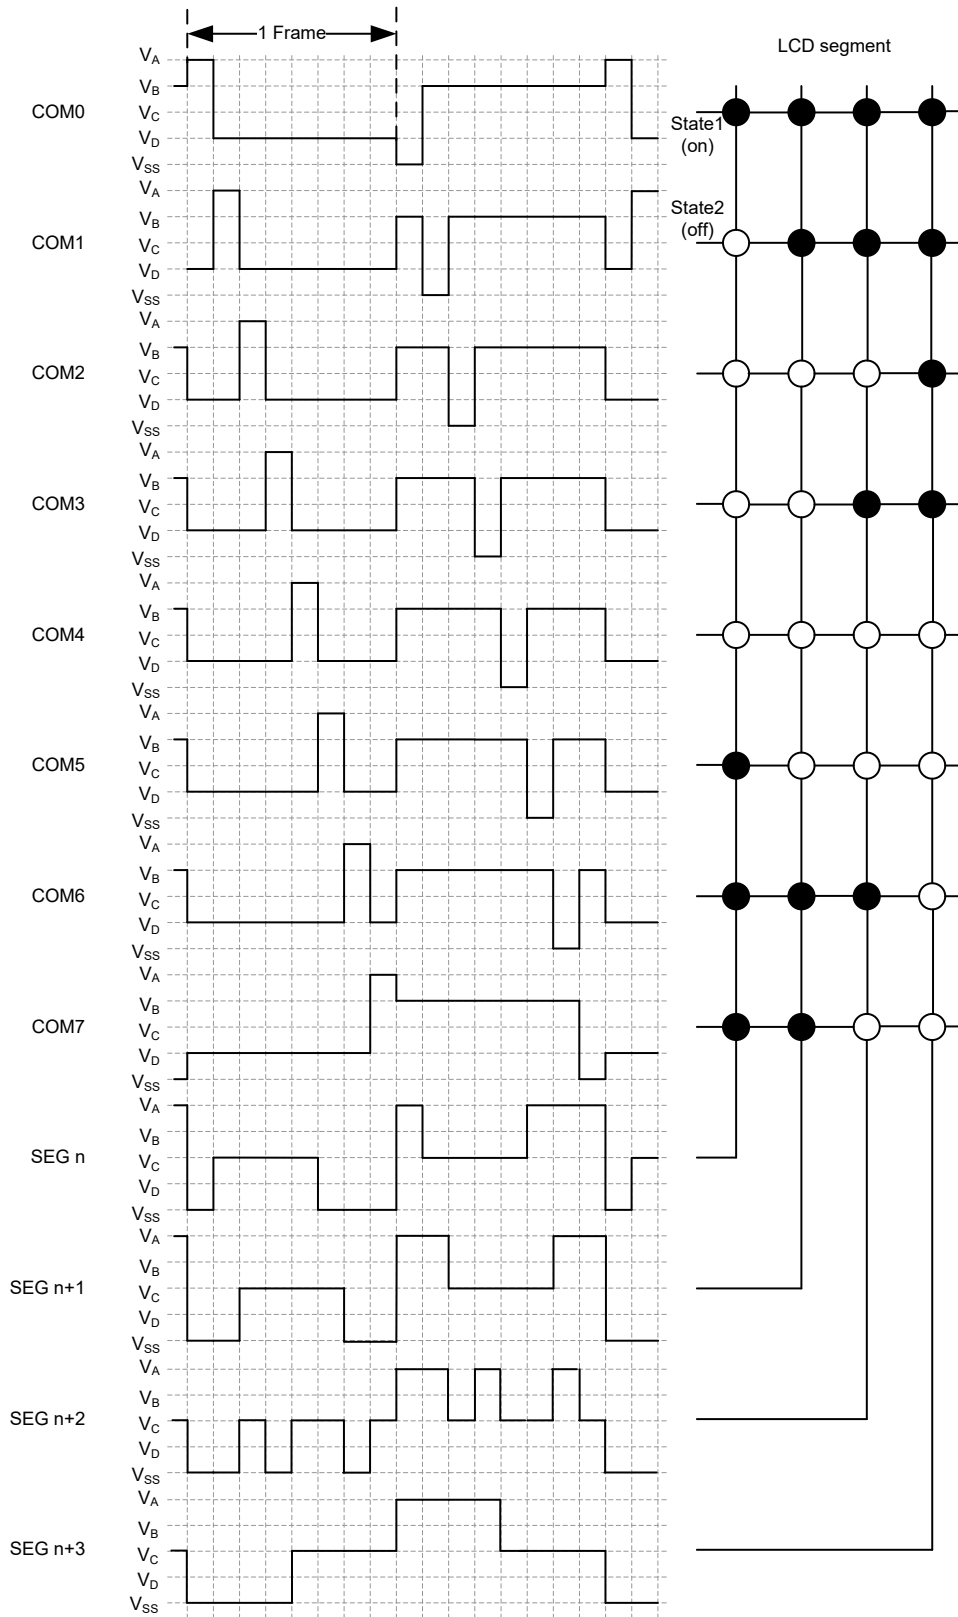 1 Frame
LCD segment
COM0
VA
VB
VC
VD
VSS
State1
(on)
COM1
VA
VB
VC
VD
VSS
State2
(off)
COM2
VA
VB
VC
VD
VSS
COM3
VA
VB
VC
VD
VSS
COM4
VA
VB
VC
VD
VSS
COM5
VA
VB
VC
VD
VSS
COM6
VA
VB
VC
VD
VSS
COM7
VA
VB
VC
VD
VSS
SEG n
VA
VB
VC
VD
VSS
SEG n+1
VA
VB
VC
VD
VSS
SEG n+2
VA
VB
VC
VD
VSS
SEG n+3
VA
VB
VC
VD
VSS